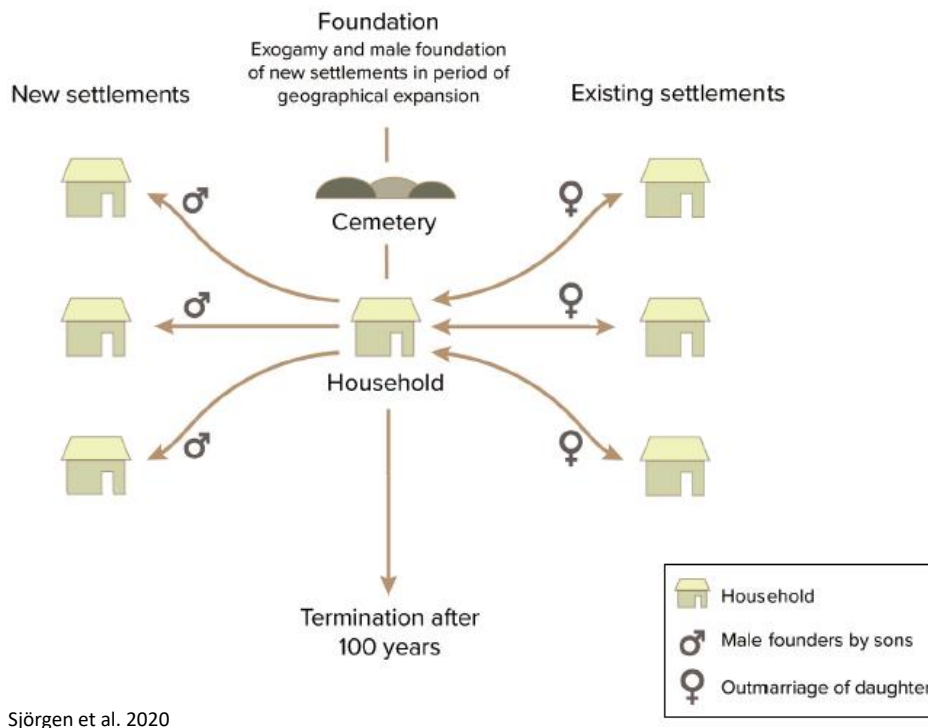 Foundation
Exogamy and male foundation
of new settlements in period of
geographical expansion
New settlements
Existing settlements
♂
♀
Cemetery
♂
♀
Household
♂
♀
Termination after
100 years
Household
♂ Male founders by sons
♀ Outmarriage of daughter
Sjörgen et al. 2020